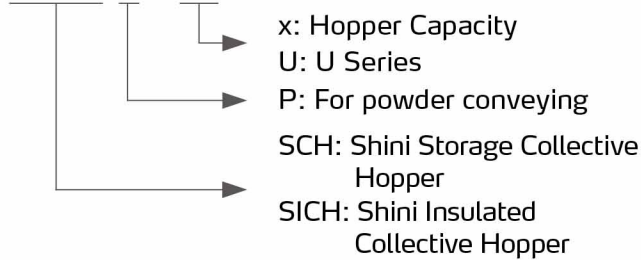 x: Hopper Capacity
U: U Series
P: For powder conveying
SCH: Shini Storage Collective
Hopper
SICH: Shini Insulated
Collective Hopper